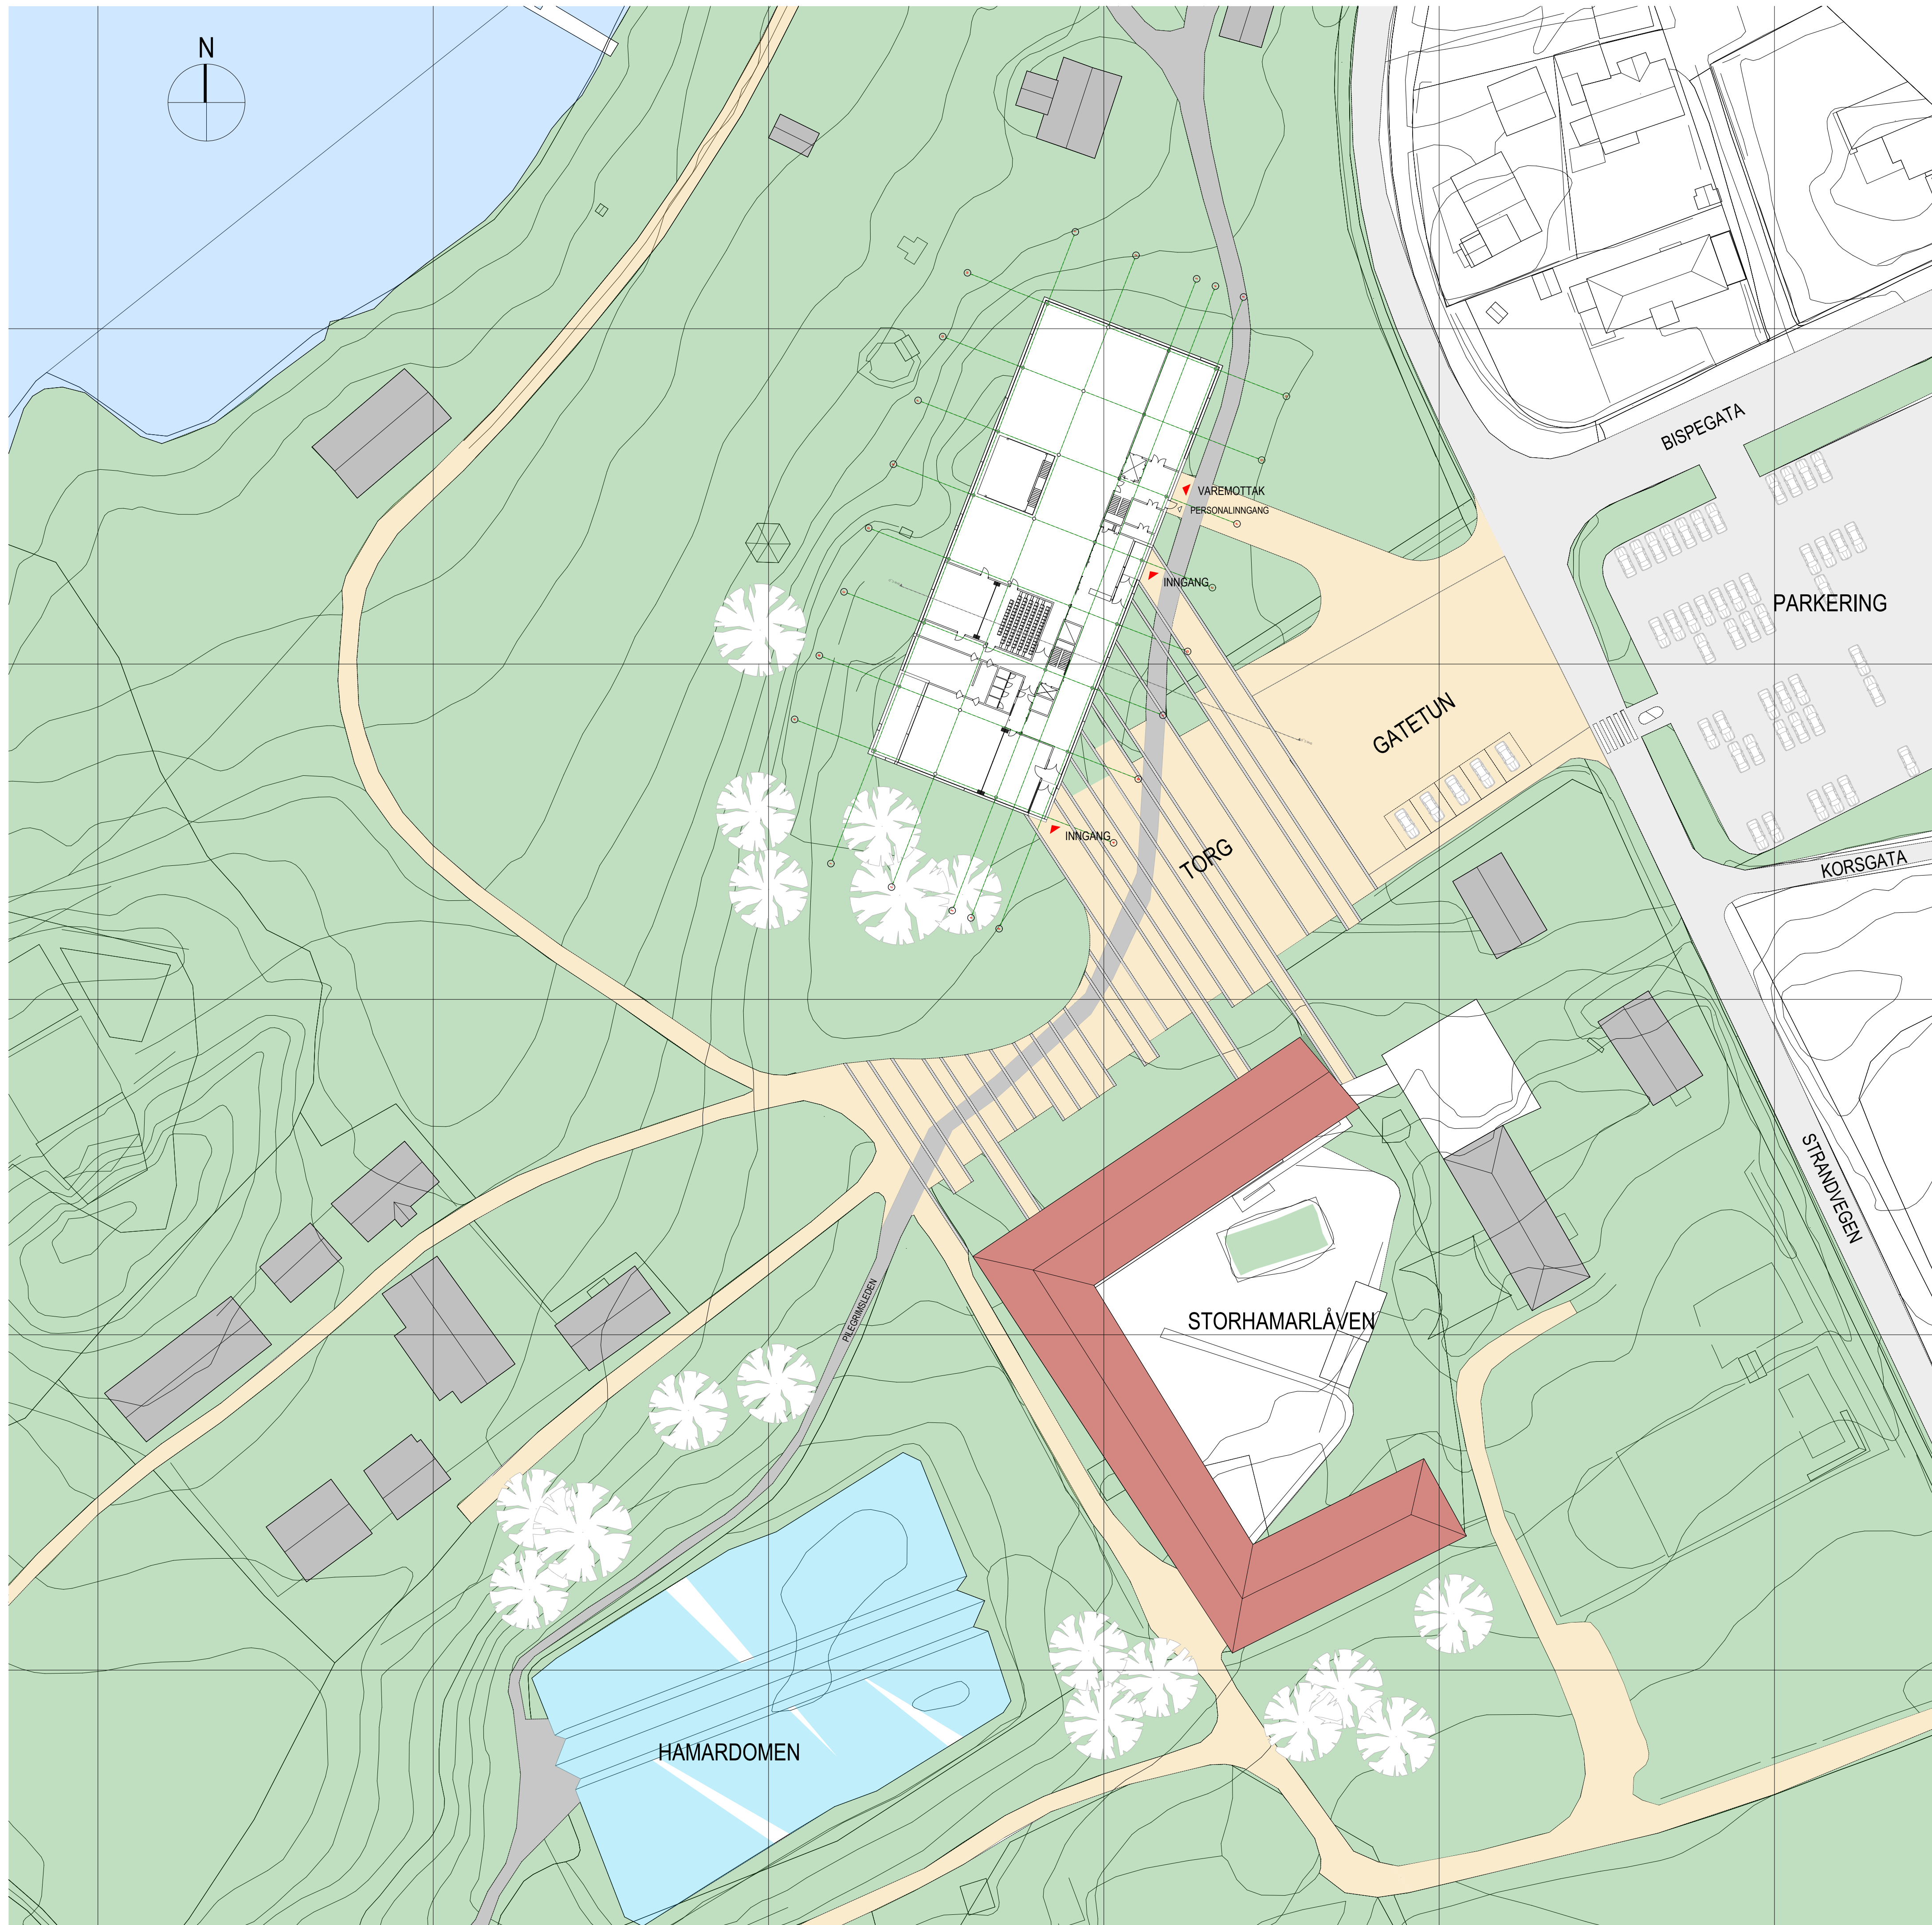 N
BISPEGATA
VAREMOTTAK
PERSONALINNGANG
INNGANG
PARKERING
GATETUN
INNGANG
TORG
KORSGATA
STRANDVEGEN
PILEGRIMSLEDEN
STORHAMARLÅVEN
HAMARDOMEN